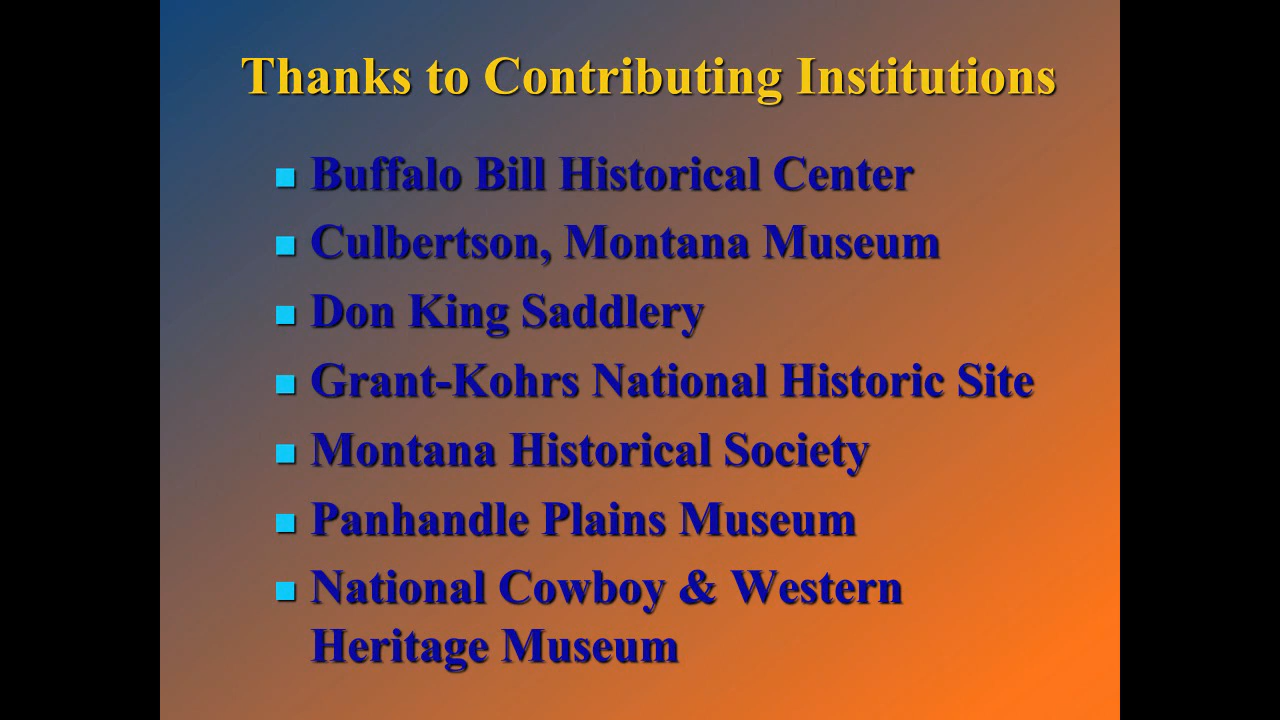 Thanks to Contributing Institutions
Buffalo Bill Historical Center
Culbertson, Montana Museum
Don King Saddlery
Grant-Kohrs National Historic Site
Montana Historical Society
Panhandle Plains Museum
National Cowboy & Western
Heritage Museum